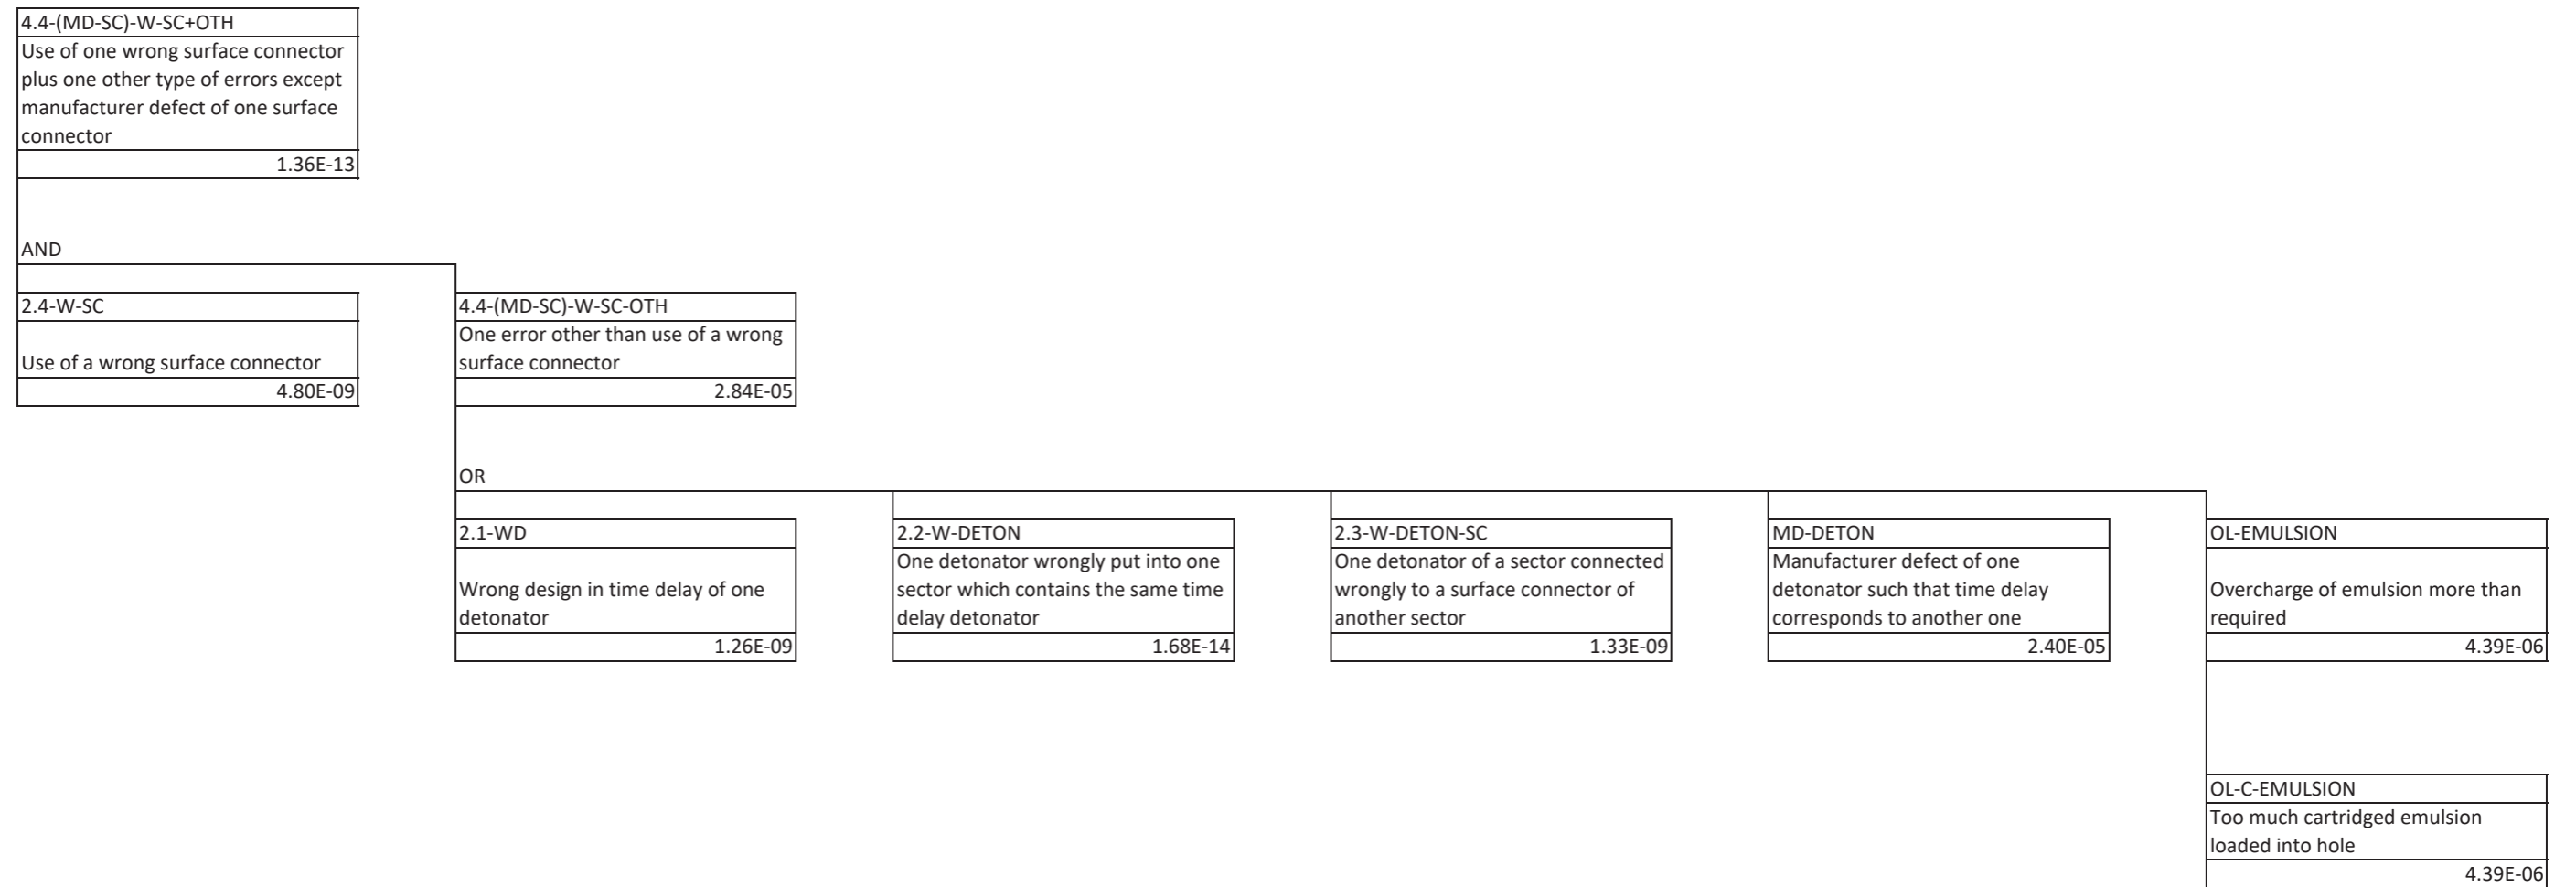 4.4-(MD-SC)-W-SC+OTH
Use of one wrong surface connector
plus one other type of errors except
manufacturer defect of one surface
connector
1.36E-13
AND
2.4-W-SC
Use of a wrong surface connector
4.80E-09
4.4-(MD-SC)-W-SC-OTH
One error other than use of a wrong
surface connector
2.84E-05
OR
2.1-WD
Wrong design in time delay of one
detonator
1.26E-09
2.2-W-DETON
One detonator wrongly put into one
sector which contains the same time
delay detonator
1.68E-14
2.3-W-DETON-SC
One detonator of a sector connected
wrongly to a surface connector of
another sector
1.33E-09
MD-DETON
Manufacturer defect of one
detonator such that time delay
corresponds to another one
2.40E-05
OL-EMULSION
Overcharge of emulsion more than
required
4.39E-06
OL-C-EMULSION
Too much cartridged emulsion
loaded into hole
4.39E-06